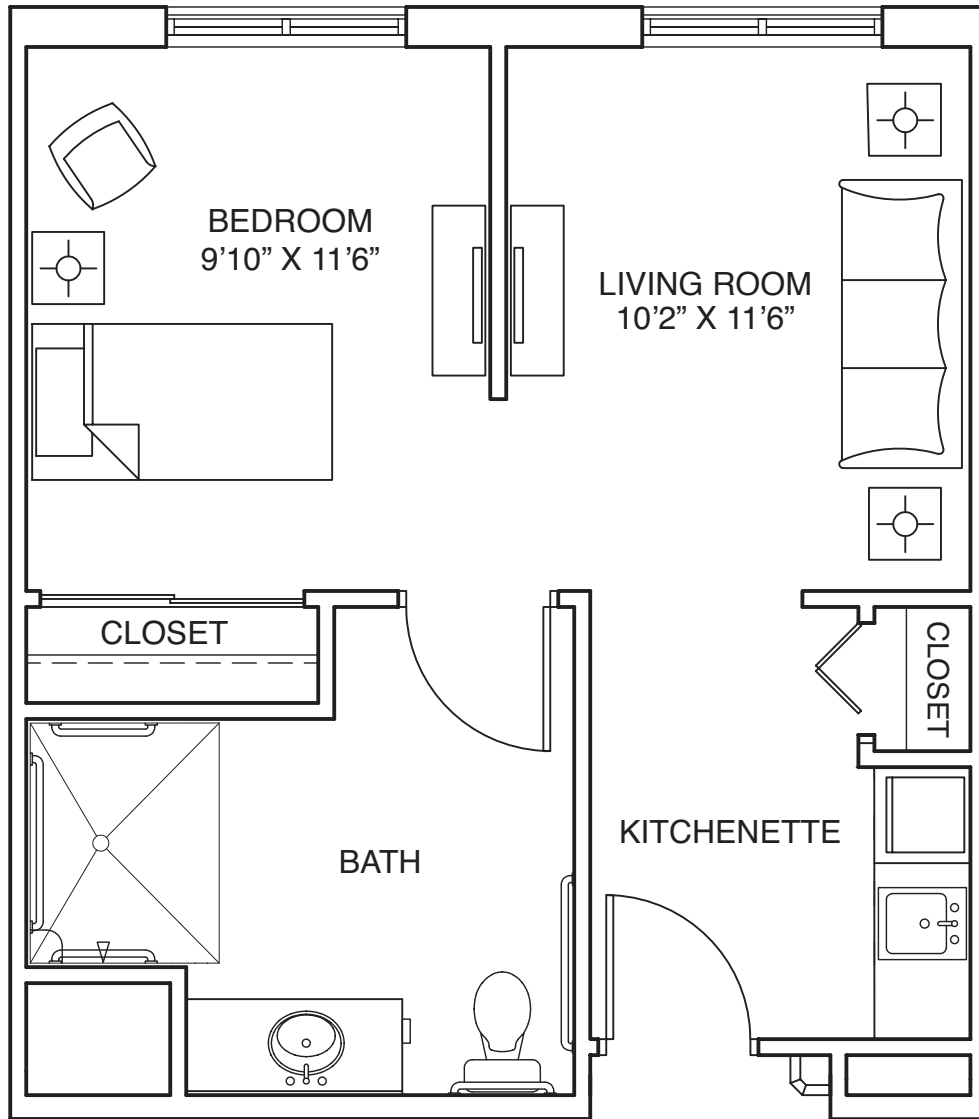 BEDROOM
9’10” X 11’6”
LIVING ROOM
10’2” X 11’6”
CLOSET
CLOSET
KITCHENETTE
BATH